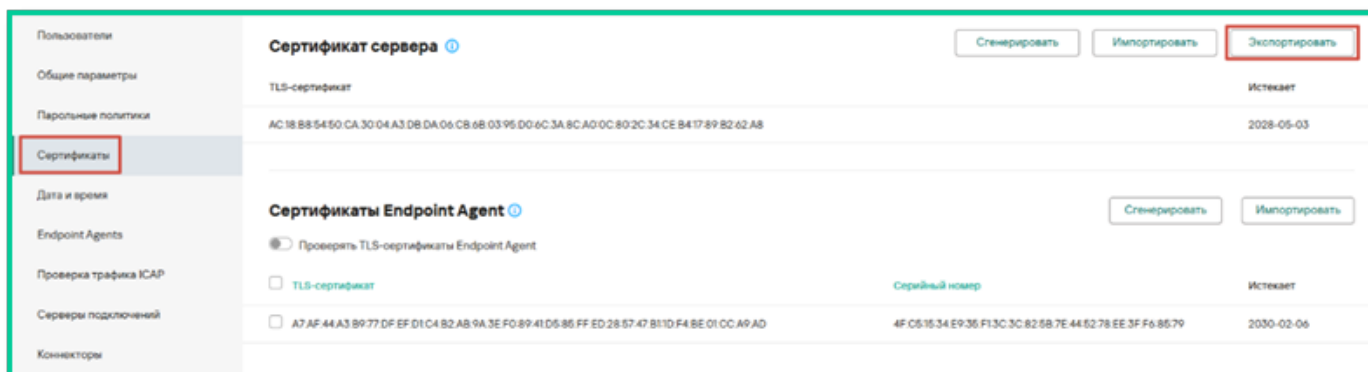 Пользователи
Общие параметры
Парольные политики
Сертификаты
Дата и время
Endpoint Agents
Проверка трафика ICAP
Серверы подключений
Коннекторы
Сертификат сервера
Сгенерировать Импортировать Экспортировать
TLS-сертификат Истекает
AC:18:B8:54:50:CA:30:04:A3:DB:DA:06:CB:6B:03:95:D0:6C:3A:8C:A0:0C:80:2C:34:CE:B4:17:89:B2:62:A8 2028-05-03
Сертификаты Endpoint Agent
Сгенерировать Импортировать
Проверять TLS-сертификаты Endpoint Agent
TLS-сертификат Серийный номер Истекает
A7:AF:44:A3:B9:77:DF:EF:D1:C4:B2:AB:9A:3E:F0:89:41:D5:85:FF:ED:28:57:47:B1:1D:F4:BE:01:CC:A9:AD 4F:C5:15:34:E9:35:F1:3C:3C:82:5B:7E:44:52:78:EE:3F:F6:85:79 2030-02-06